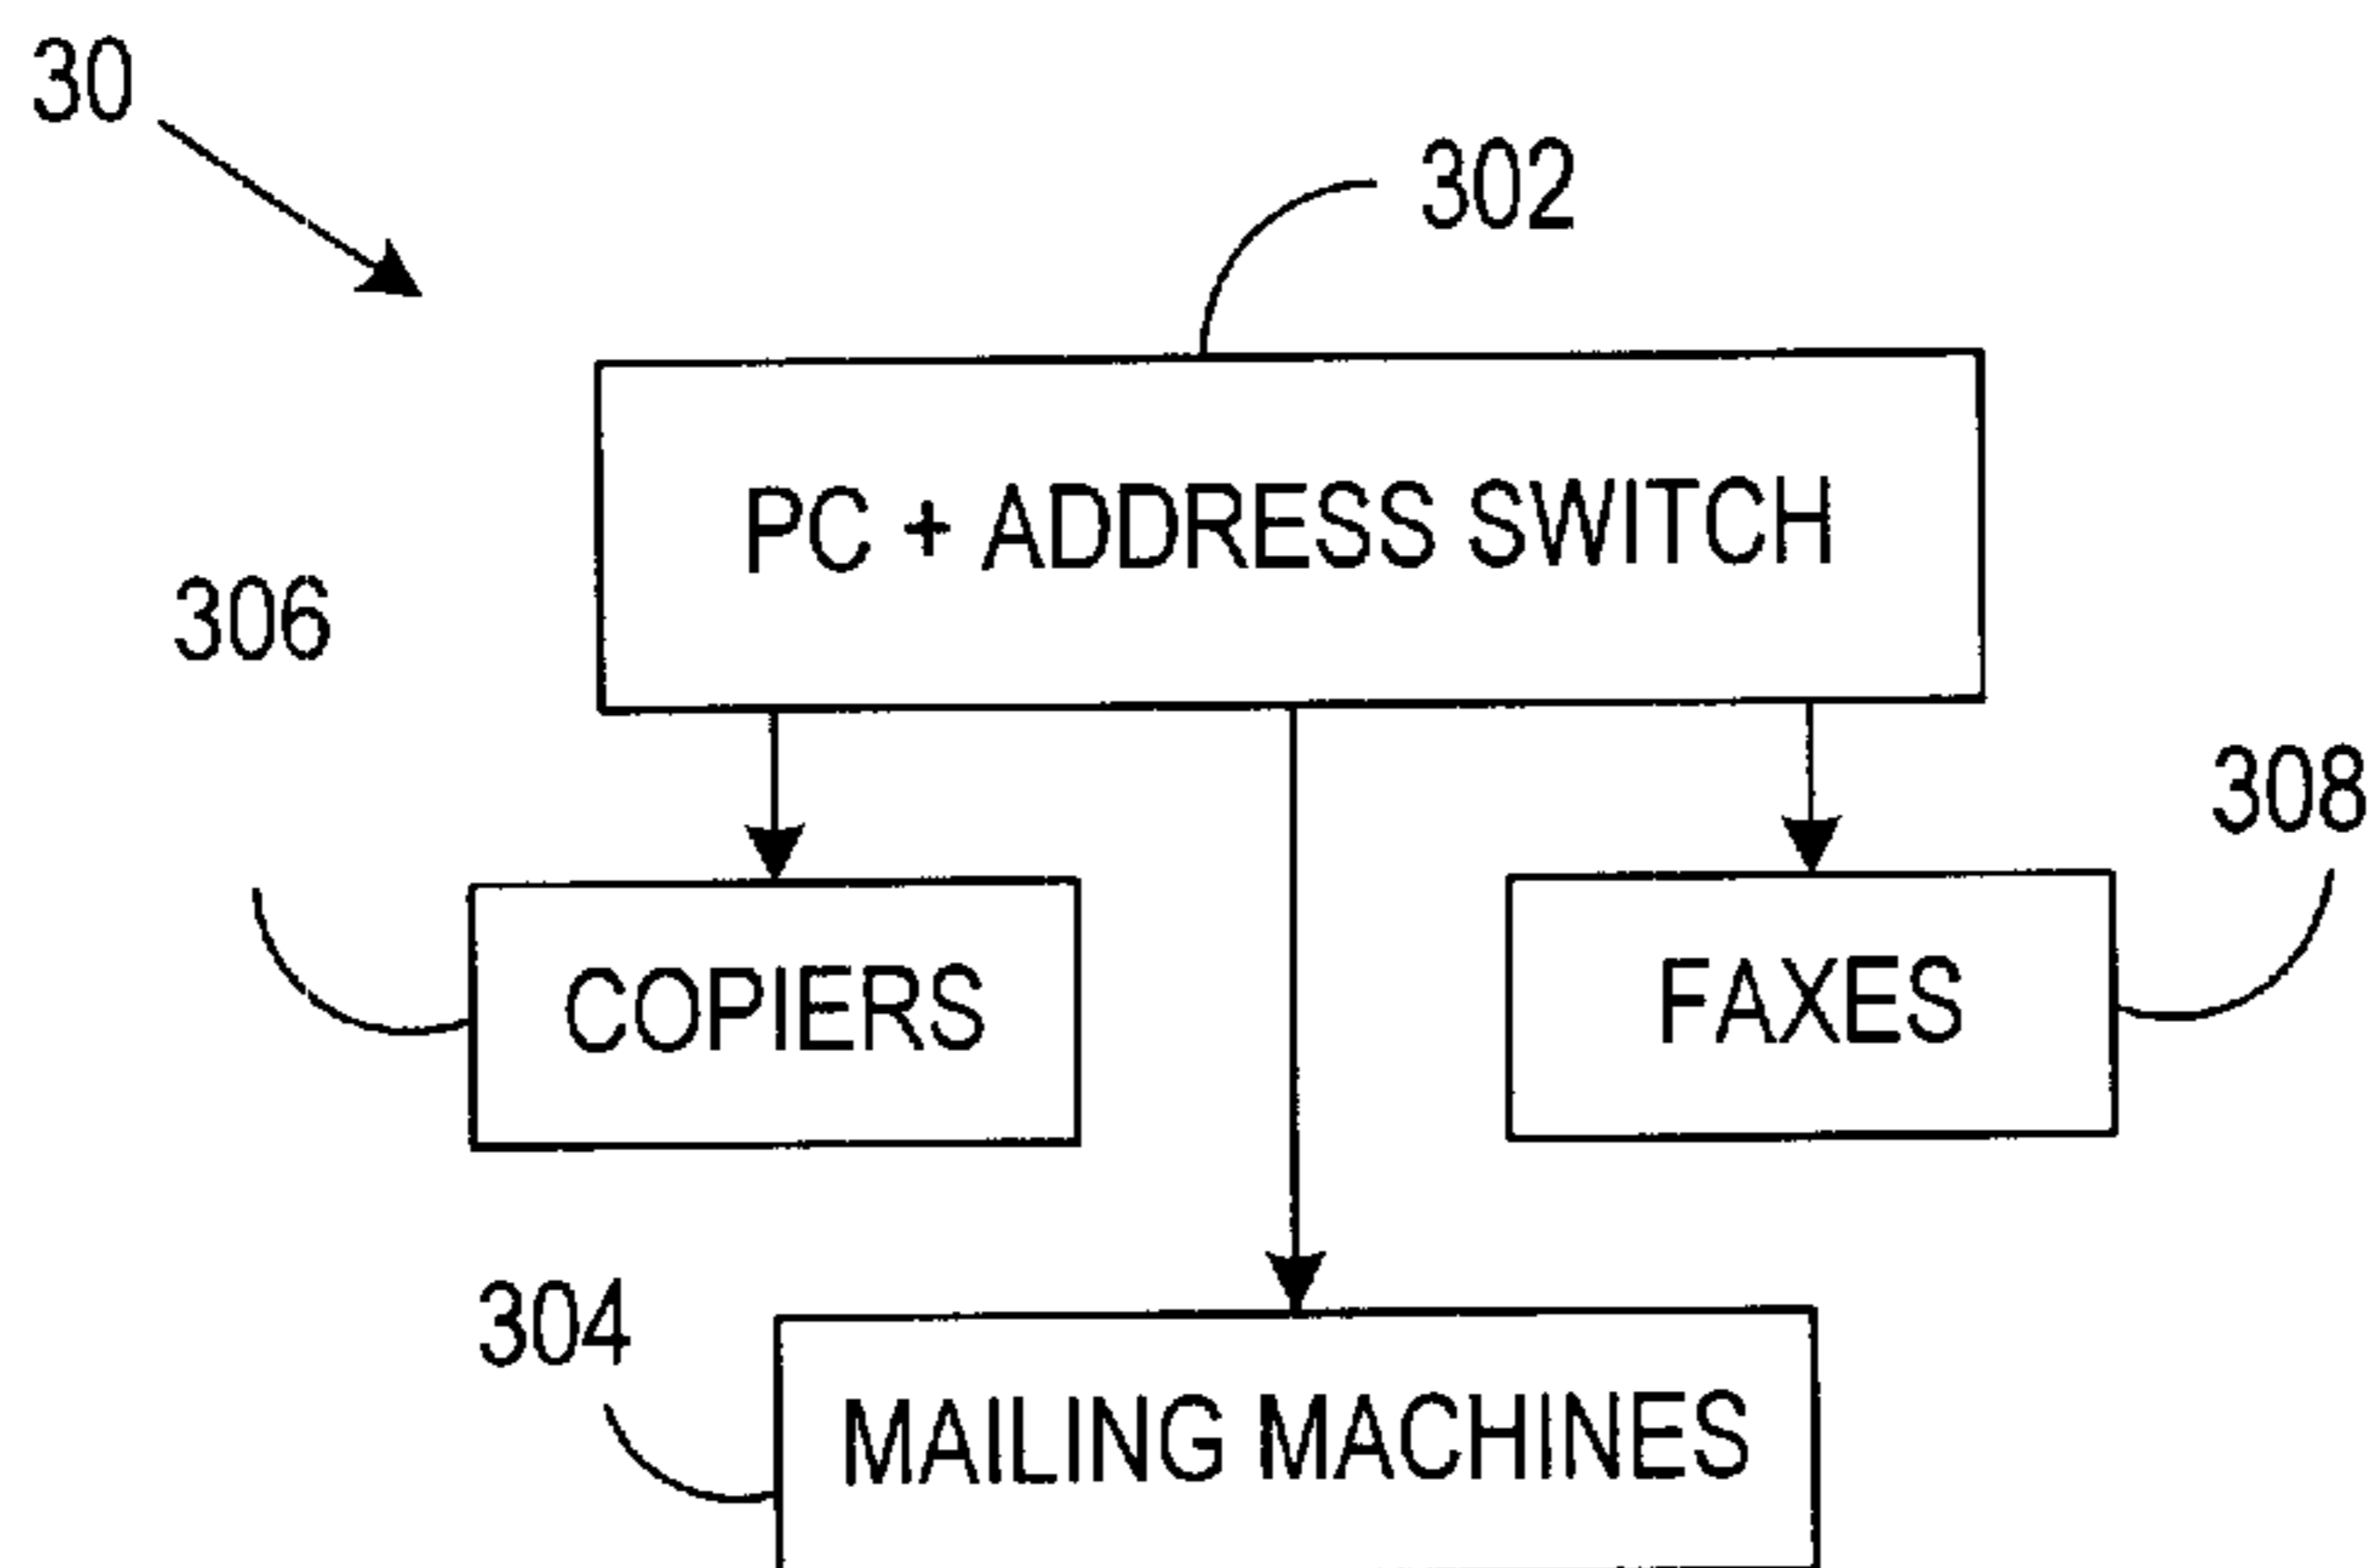 30
302
PC + ADDRESS SWITCH
306
308
COPIERS
FAXES
304
MAILING MACHINES